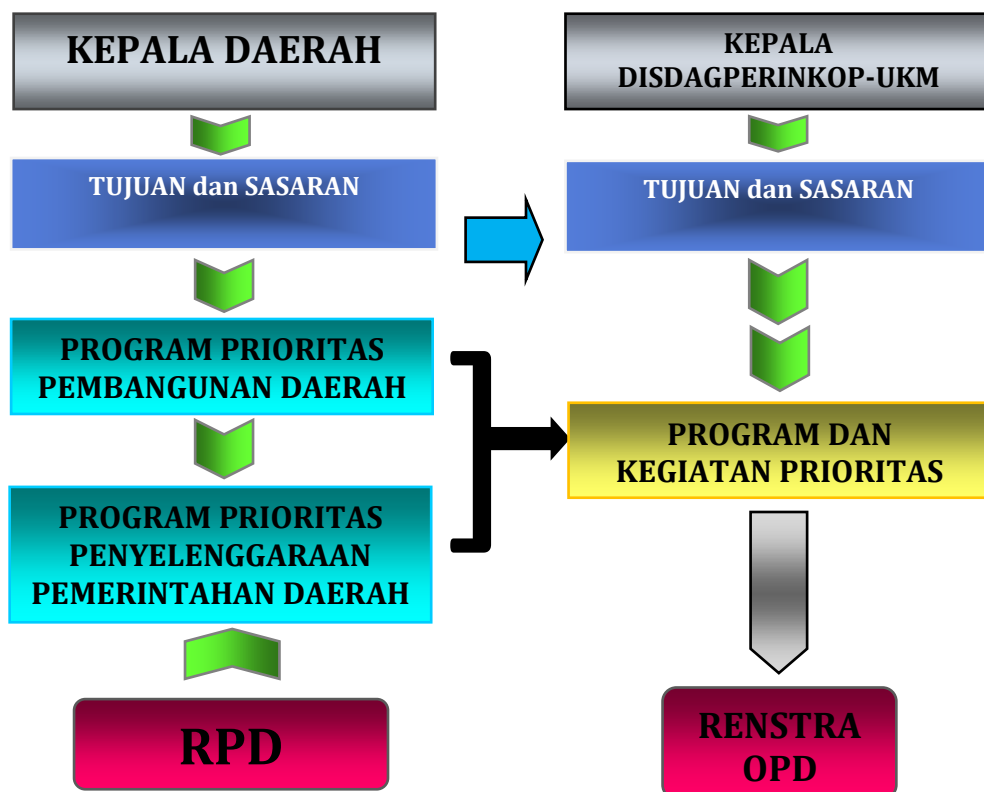 KEPALA DAERAH
TUJUAN dan SASARAN
PROGRAM PRIORITAS
PEMBANGUNAN DAERAH
PROGRAM PRIORITAS
PENYELENGGARAAN
PEMERINTAHAN DAERAH
RPD
KEPALA
DISDAGPERINKOP-UKM
TUJUAN dan SASARAN
PROGRAM DAN
KEGIATAN PRIORITAS
RENSTRA
OPD